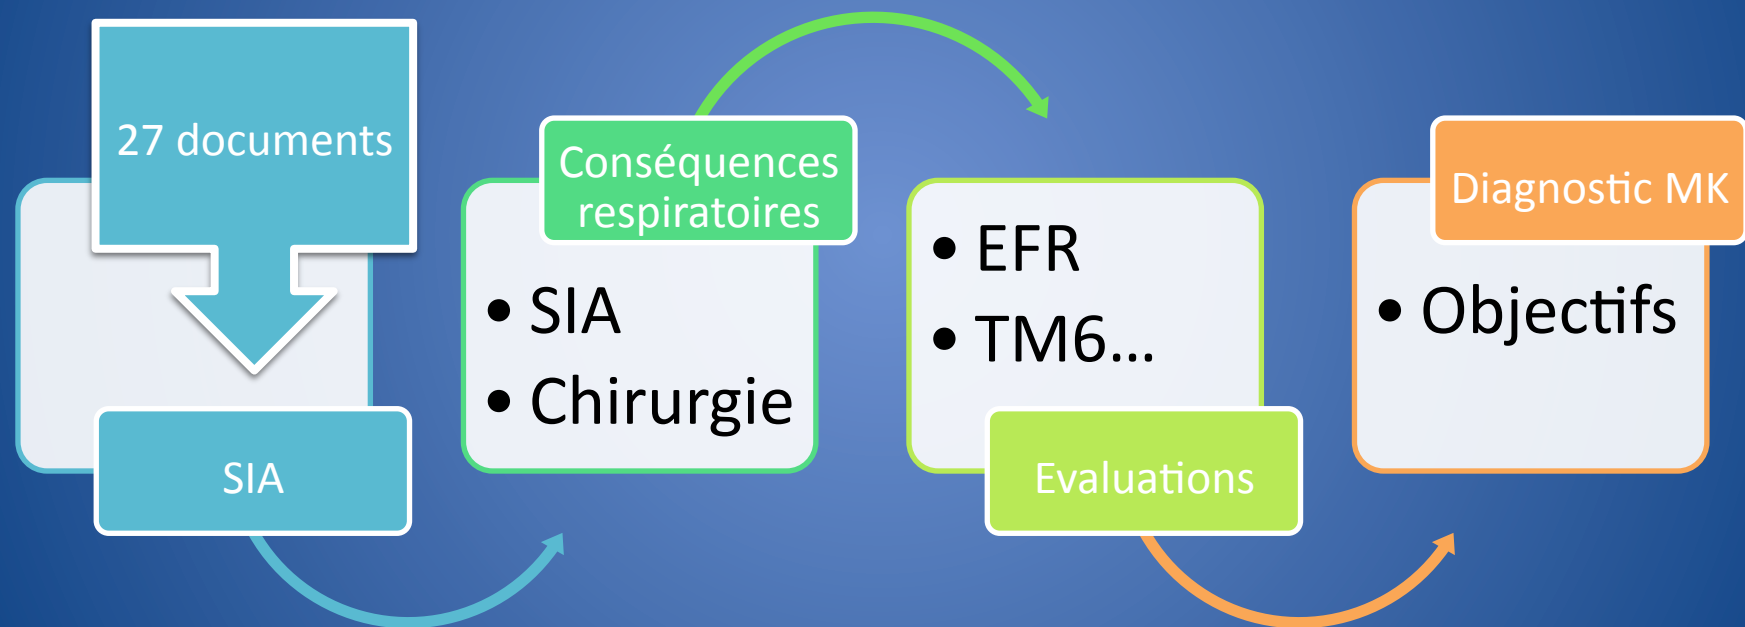 27 documents
SIA
Conséquences
respiratoires
• SIA
• Chirurgie
• EFR
• TM6...
Evaluations
Diagnostic MK
• Objectifs